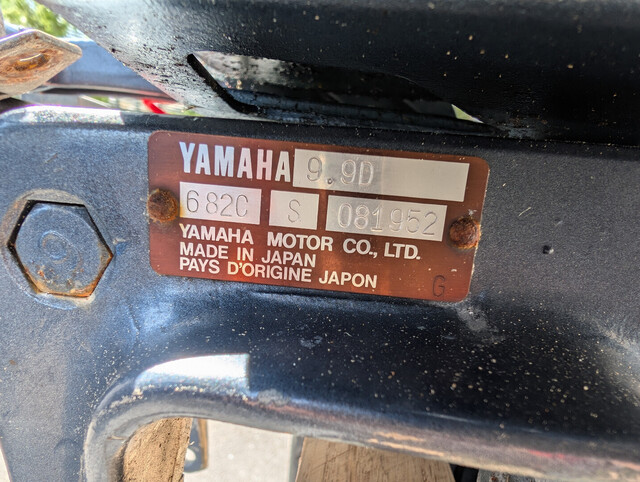 YAMAHA 9.9D
682C S 081952
YAMAHA MOTOR CO., LTD.
MADE IN JAPAN
PAYS D'ORIGINE JAPON G